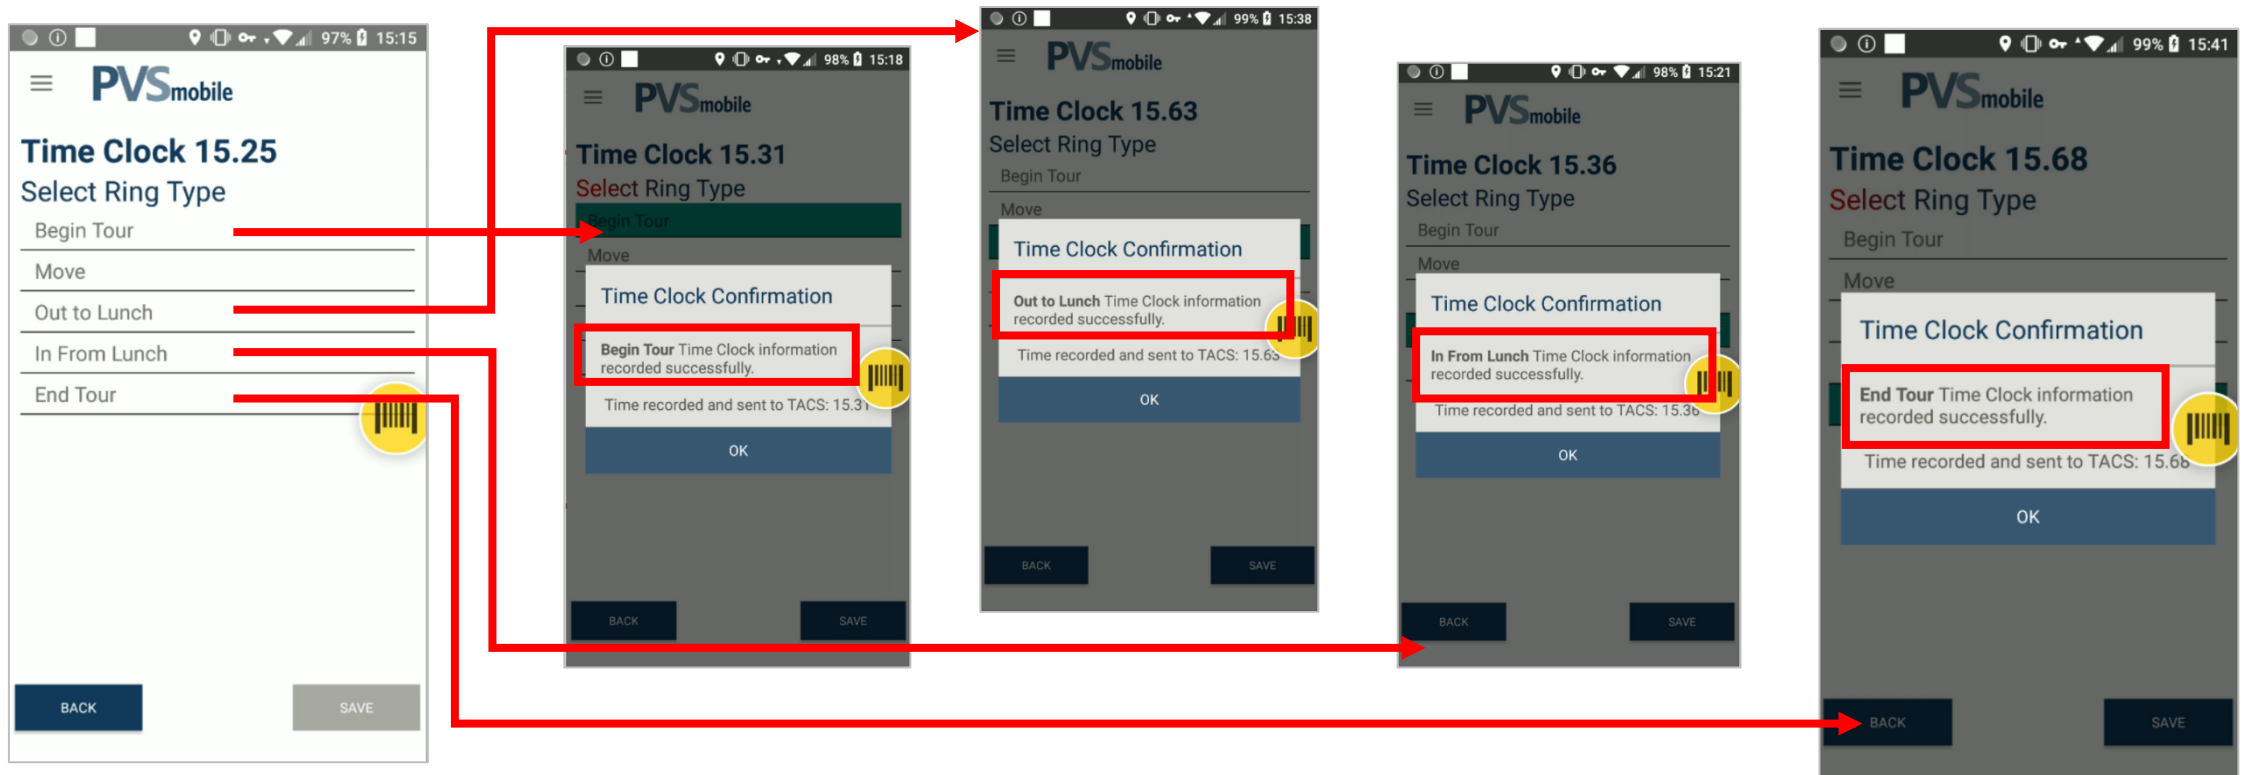 97% 15:15
PVSmobile
Time Clock 15.25
Select Ring Type
Begin Tour
Move
Out to Lunch
In From Lunch
End Tour
BACK
SAVE
98% 15:18
PVSmobile
Time Clock 15.31
Select Ring Type
Begin Tour
Move
Time Clock Confirmation
Begin Tour Time Clock information
recorded successfully.
Time recorded and sent to TACS: 15.31
OK
BACK
SAVE
99% 15:38
PVSmobile
Time Clock 15.63
Select Ring Type
Begin Tour
Move
Time Clock Confirmation
Out to Lunch Time Clock information
recorded successfully.
Time recorded and sent to TACS: 15.63
OK
BACK
SAVE
98% 15:21
PVSmobile
Time Clock 15.36
Select Ring Type
Begin Tour
Move
Time Clock Confirmation
In From Lunch Time Clock information
recorded successfully.
Time recorded and sent to TACS: 15.36
OK
BACK
SAVE
99% 15:41
PVSmobile
Time Clock 15.68
Select Ring Type
Begin Tour
Move
Time Clock Confirmation
End Tour Time Clock information
recorded successfully.
Time recorded and sent to TACS: 15.68
OK
BACK
SAVE